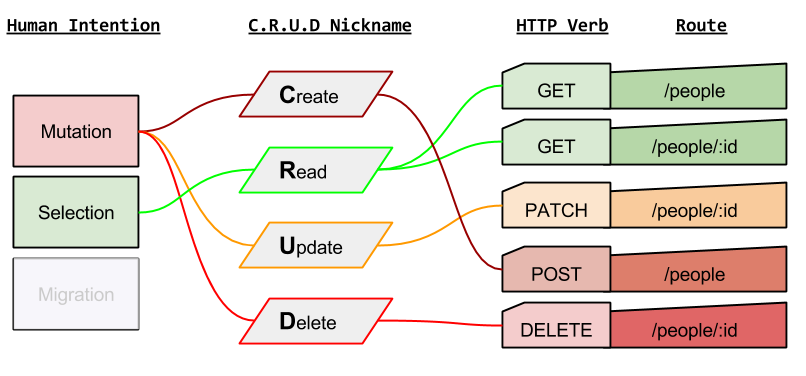 Human Intention C.R.U.D Nickname HTTP Verb Route
Mutation
Selection
Migration
Create
Read
Update
Delete
GET /people
GET /people/:id
PATCH /people/:id
POST /people
DELETE /people/:id